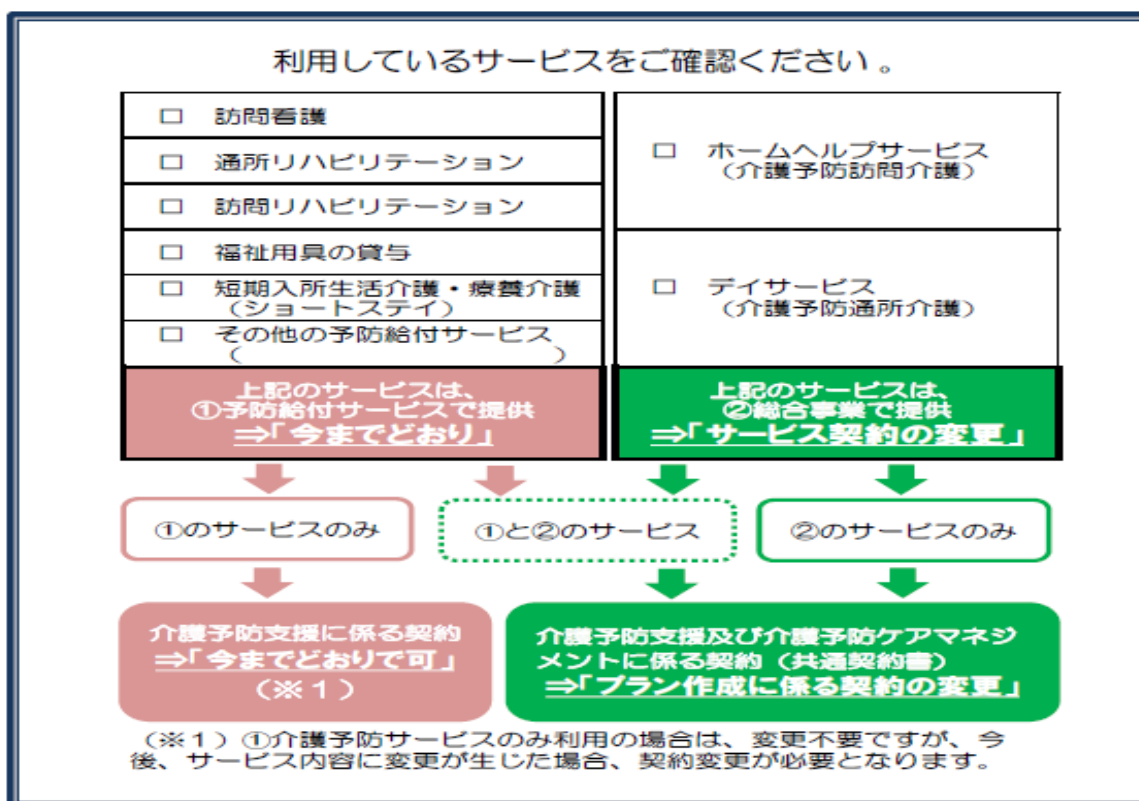 利用しているサービスをご確認ください。
□ 訪問看護
□ 通所リハビリテーション
□ 訪問リハビリテーション
□ 福祉用具の貸与
□ 短期入所生活介護・療養介護
(ショートステイ)
□ その他の予防給付サービス
( )
□ ホームヘルプサービス
(介護予防訪問介護)
□ デイサービス
(介護予防通所介護)
上記のサービスは、
①予防給付サービスで提供
⇒「今までどおり」
上記のサービスは、
②総合事業で提供
⇒「サービス契約の変更」
①のサービスのみ
①と②のサービス
②のサービスのみ
介護予防支援に係る契約
⇒「今までどおりで可」
(※1)
介護予防支援及び介護予防ケアマネジ
メントに係る契約(共通契約書)
⇒「プラン作成に係る契約の変更」
(※1)①介護予防サービスのみ利用の場合は、変更不要ですが、今
後、サービス内容に変更が生じた場合、契約変更が必要となります。